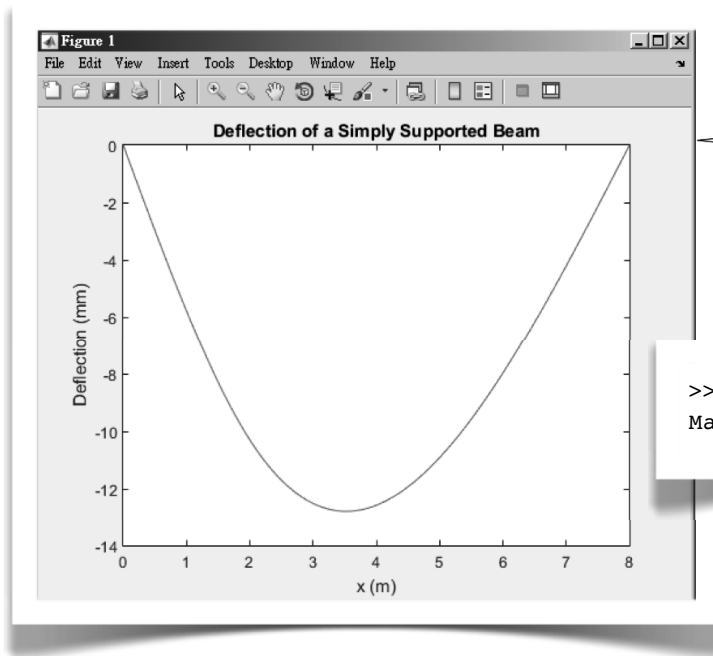 Figure 1
File Edit View Insert Tools Desktop Window Help
Deflection of a Simply Supported Beam
0
-2
-4
-6
-8
-10
-12
-14
Deflection (mm)
0 1 2 3 4 5 6 7 8
x (m)
>>
Ma